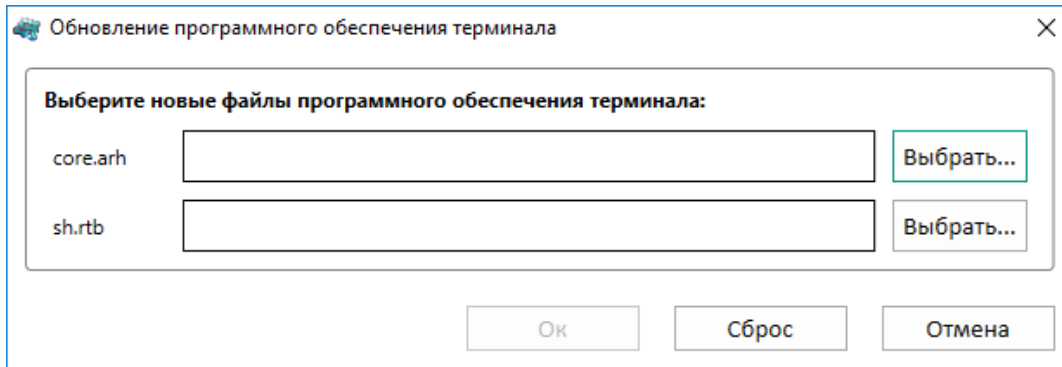 Обновление программного обеспечения терминала
Выберите новые файлы программного обеспечения терминала:
core.arh Выбрать...
sh.rtb Выбрать...
Ок Сброс Отмена